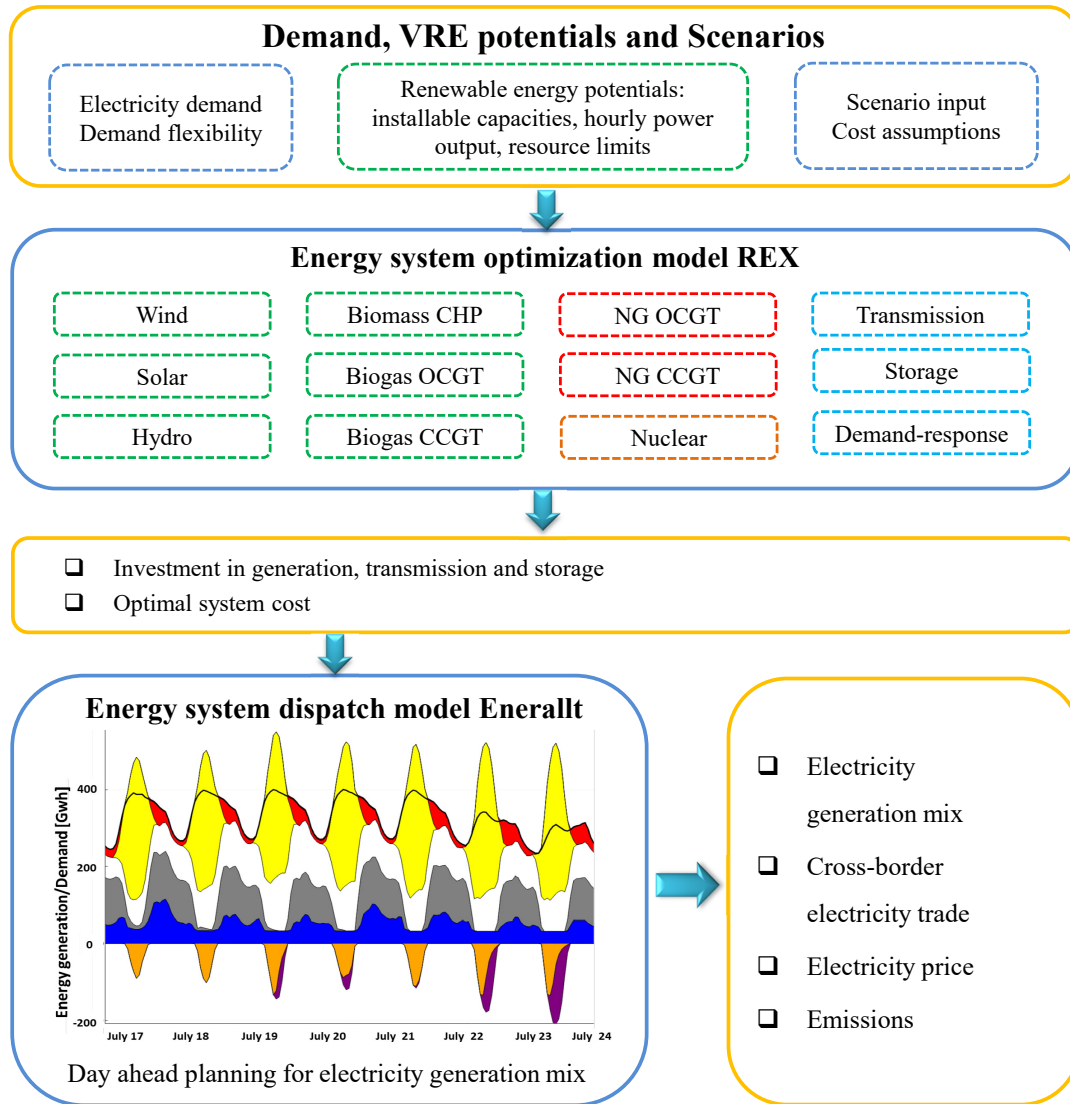 Demand, VRE potentials and Scenarios
Electricity demand
Demand flexibility
Renewable energy potentials:
installable capacities, hourly power
output, resource limits
Scenario input
Cost assumptions
Energy system optimization model REX
Wind
Biomass CHP
NG OCGT
Transmission
Solar
Biogas OCGT
NG CCGT
Storage
Hydro
Biogas CCGT
Nuclear
Demand-response
❑ Investment in generation, transmission and storage
❑ Optimal system cost
Energy system dispatch model Enerallt
Energy generation/Demand [Gwh]
400
200
0
-200
July 17
July 18
July 19
July 20
July 21
July 22
July 23
July 24
Day ahead planning for electricity generation mix
❑ Electricity
generation mix
❑ Cross-border
electricity trade
❑ Electricity price
❑ Emissions